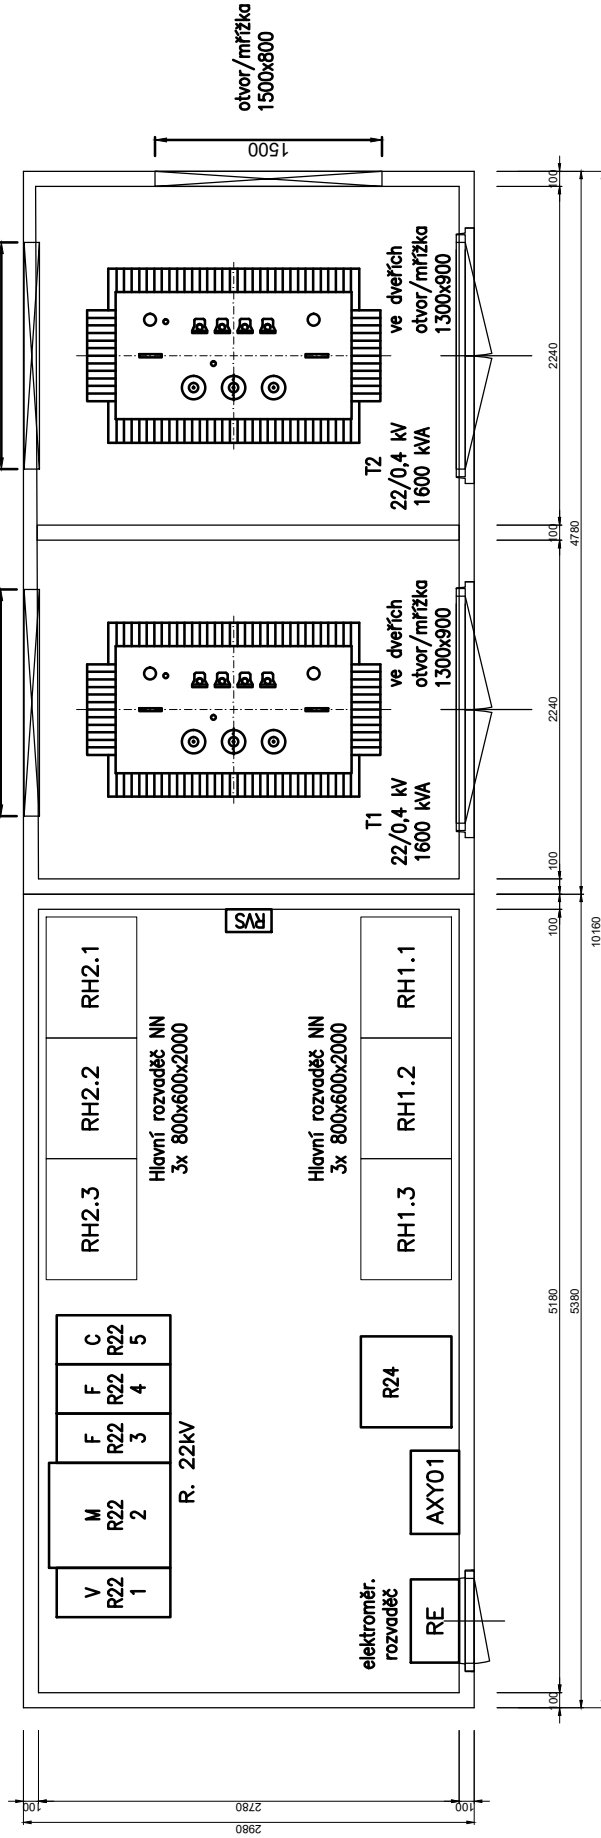 otvor/mřížka
1500x800
1500
100
2240
100
4780
2240
100
100
10160
5180
5380
100
ve dveřích
otvor/mřížka
1300x900
T2
22/0,4 kV
1600 kVA
ve dveřích
otvor/mřížka
1300x900
T1
22/0,4 kV
1600 kVA
RVS
RH2.1
RH2.2
RH2.3
Hlavní rozvaděč NN
3x 800x600x2000
RH1.1
RH1.2
RH1.3
Hlavní rozvaděč NN
3x 800x600x2000
C
R22
5
F
R22
4
F
R22
3
M
R22
2
V
R22
1
R. 22kV
R24
AXY01
RE
elektroměr.
rozvaděč
100
2780
100
2980